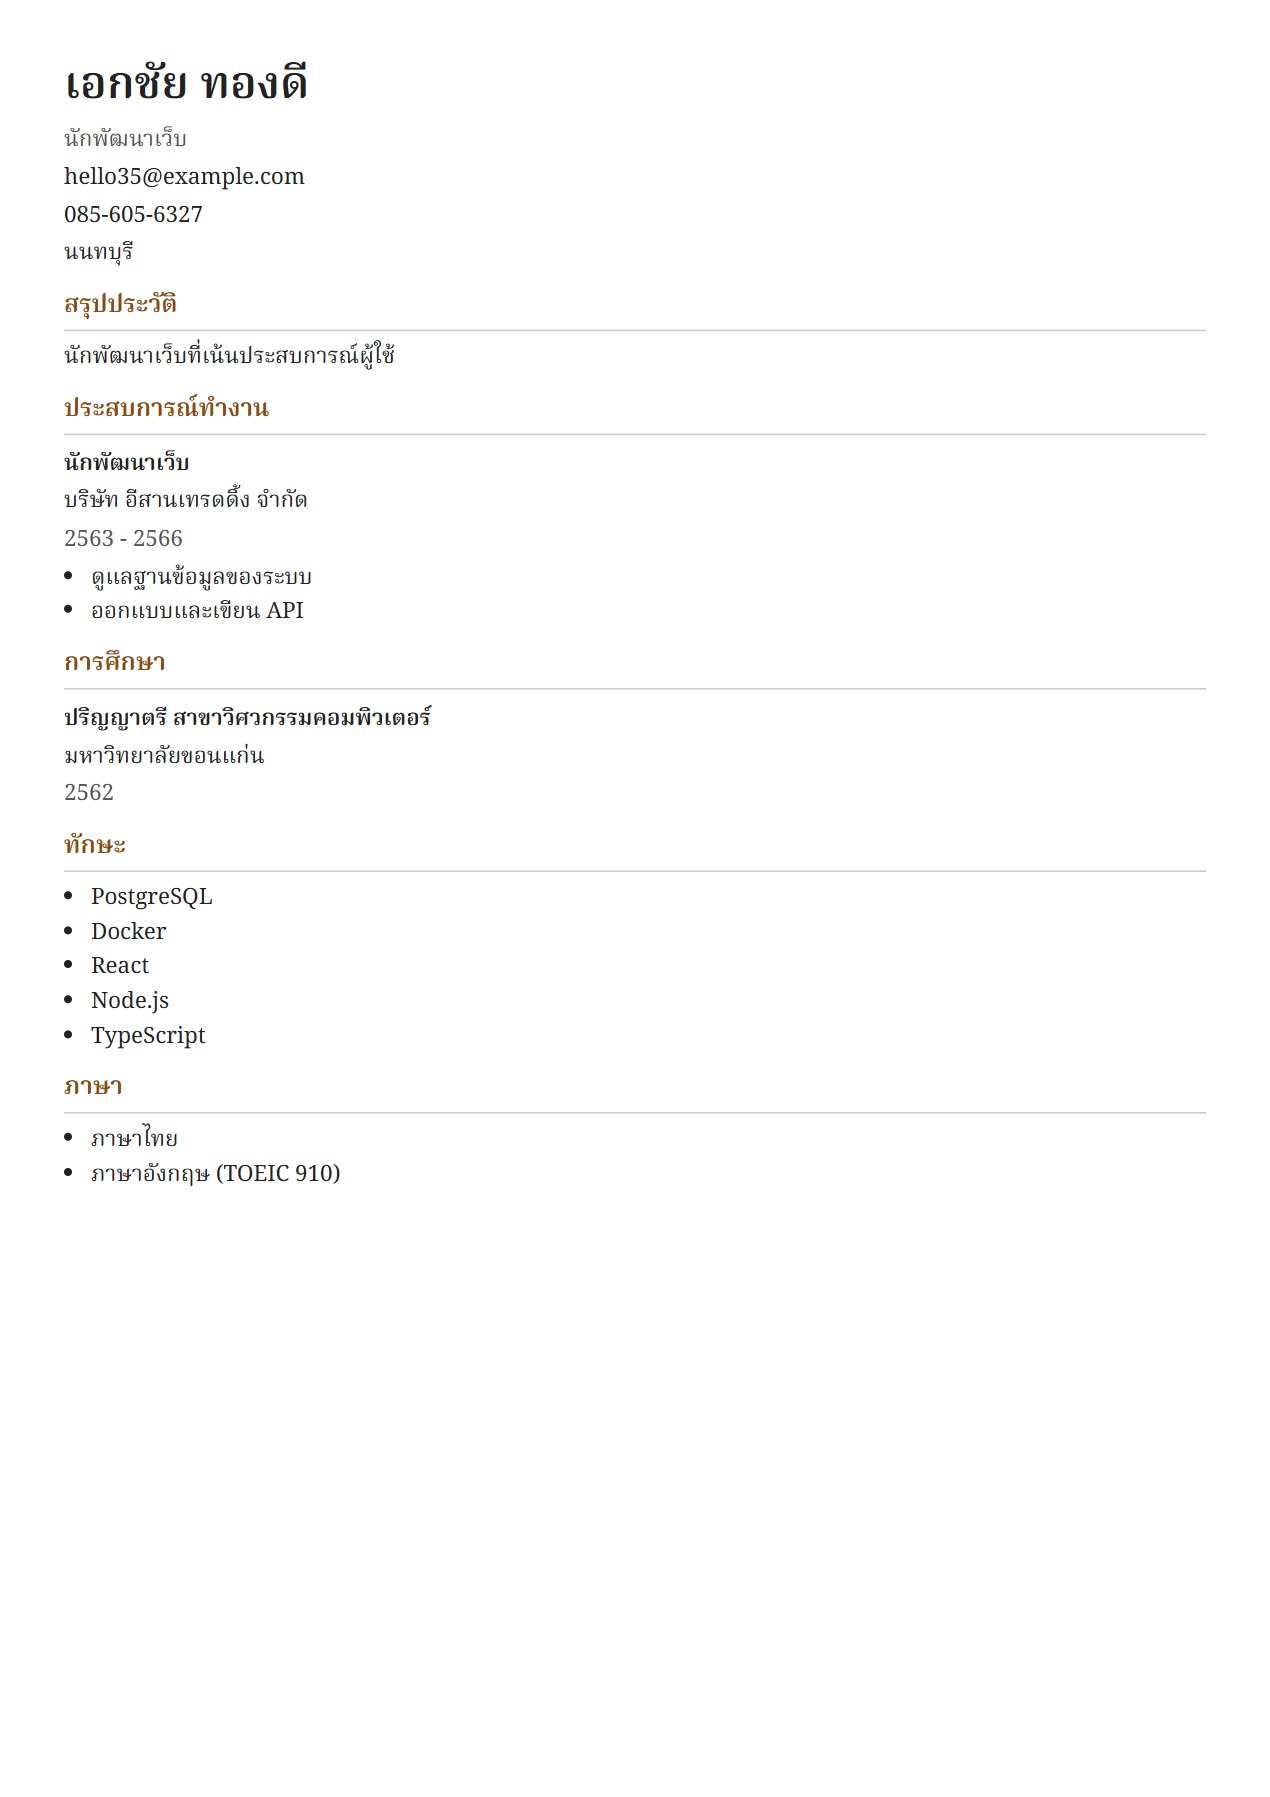 เอกชัย ทองดี
นักพัฒนาเว็บ
hello35@example.com
085-605-6327
นนทบุรี
สรุปประวัติ
นักพัฒนาเว็บที่เน้นประสบการณ์ผู้ใช้
ประสบการณ์ทำงาน
นักพัฒนาเว็บ
บริษัท อีสานเทรดดิ้ง จำกัด
2563 - 2566
• ดูแลฐานข้อมูลของระบบ
• ออกแบบและเขียน API
การศึกษา
ปริญญาตรี สาขาวิศวกรรมคอมพิวเตอร์
มหาวิทยาลัยขอนแก่น
2562
ทักษะ
• PostgreSQL
• Docker
• React
• Node.js
• TypeScript
ภาษา
• ภาษาไทย
• ภาษาอังกฤษ (TOEIC 910)